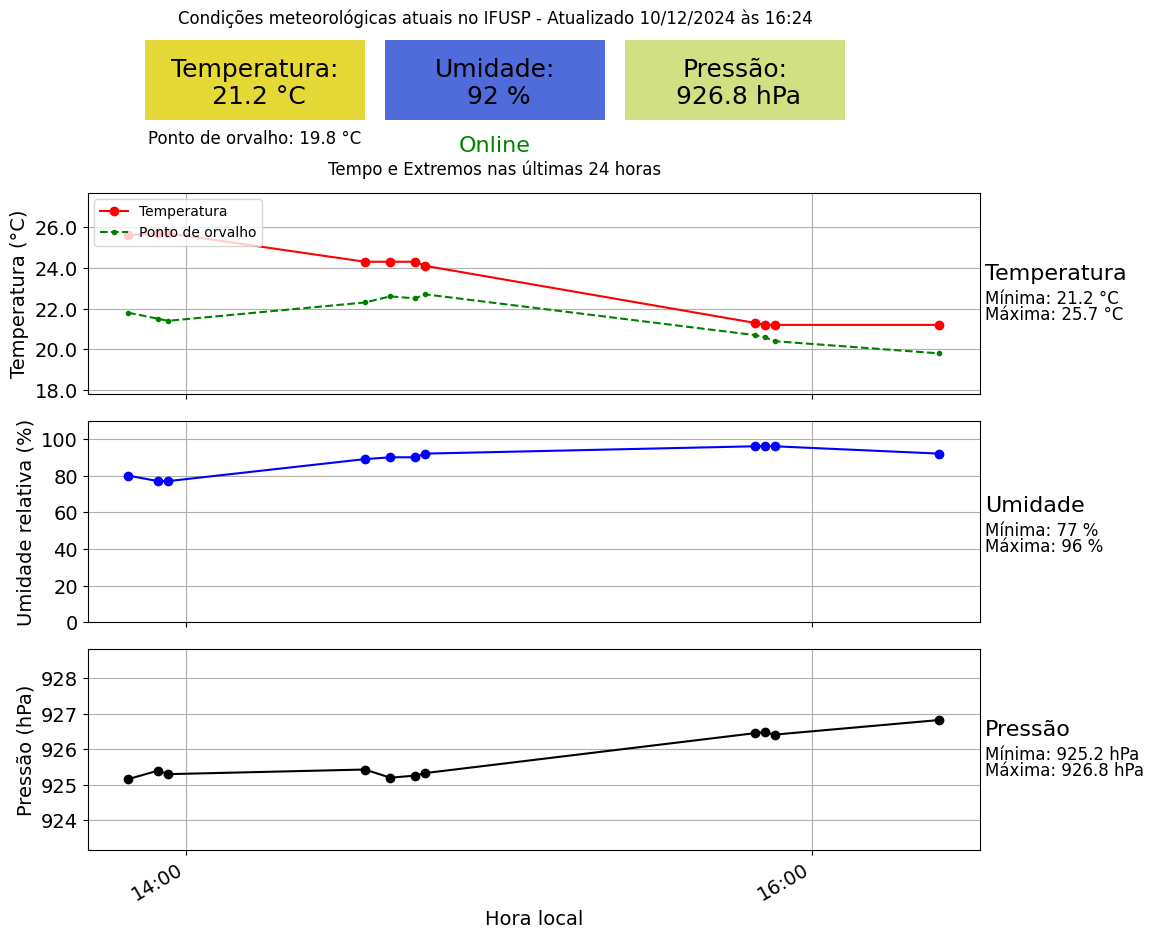 Condições meteorológicas atuais no IFUSP - Atualizado 10/12/2024 às 16:24
Temperatura:
21.2 °C
Umidade:
92 %
Pressão:
926.8 hPa
Ponto de orvalho: 19.8 °C
Online
Tempo e Extremos nas últimas 24 horas
Temperatura (°C)
26.0
24.0
22.0
20.0
18.0
Temperatura
Ponto de orvalho
Temperatura
Mínima: 21.2 °C
Máxima: 25.7 °C
Umidade relativa (%)
100
80
60
40
20
0
Umidade
Mínima: 77 %
Máxima: 96 %
Pressão (hPa)
928
927
926
925
924
Pressão
Mínima: 925.2 hPa
Máxima: 926.8 hPa
14:00
16:00
Hora local